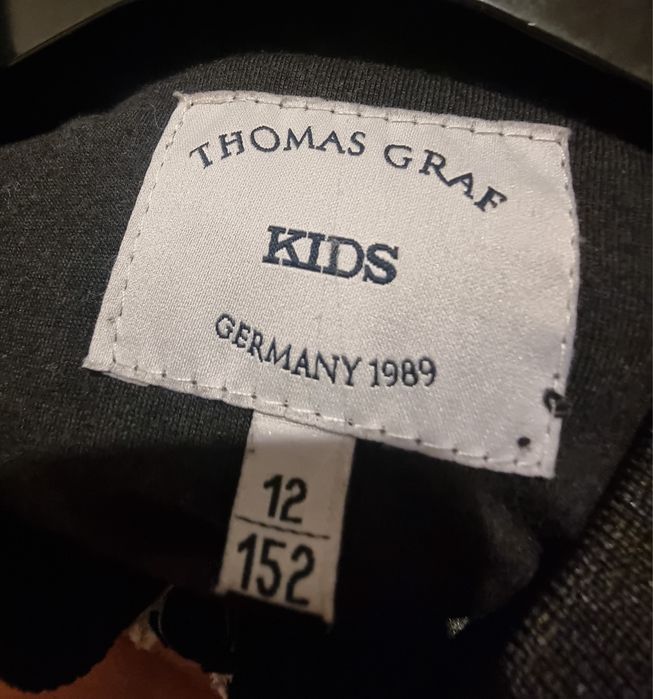 THOMAS GRAF
KIDS
GERMANY 1989
12
152